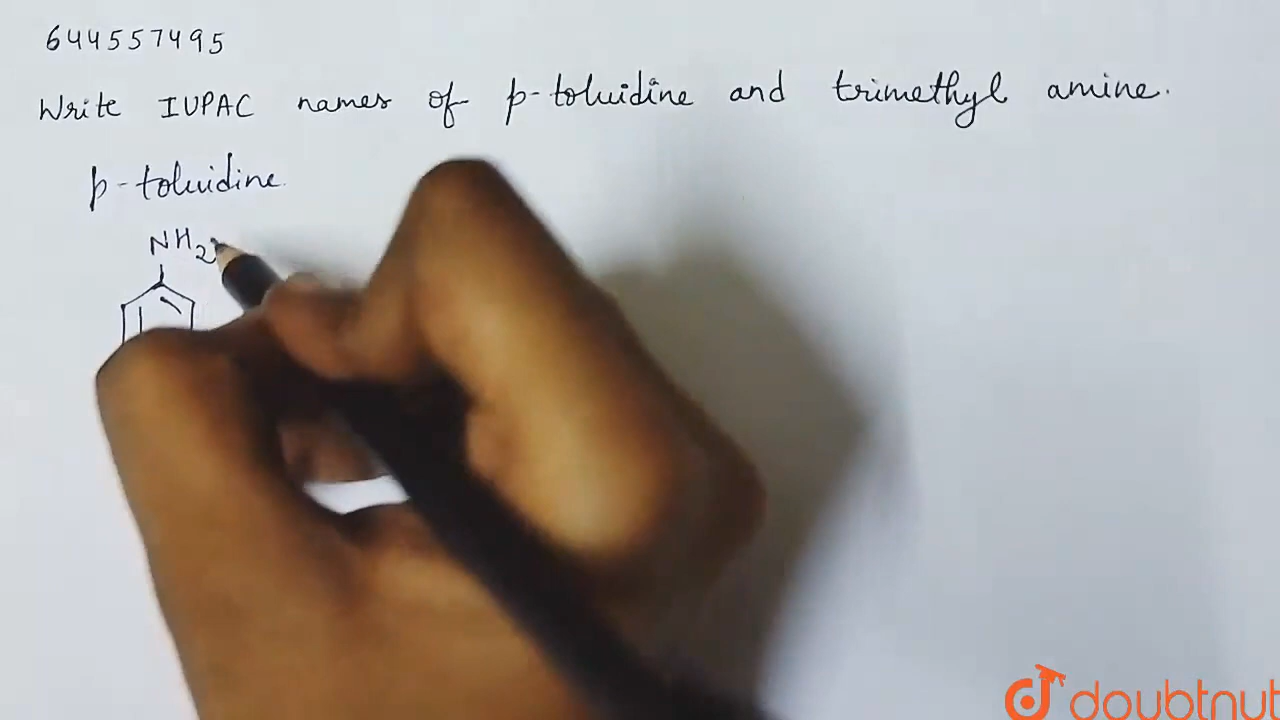 644557495
Write IUPAC names of p-toluidine and trimethyl amine.
p-toluidine.
NH2
doubtnut